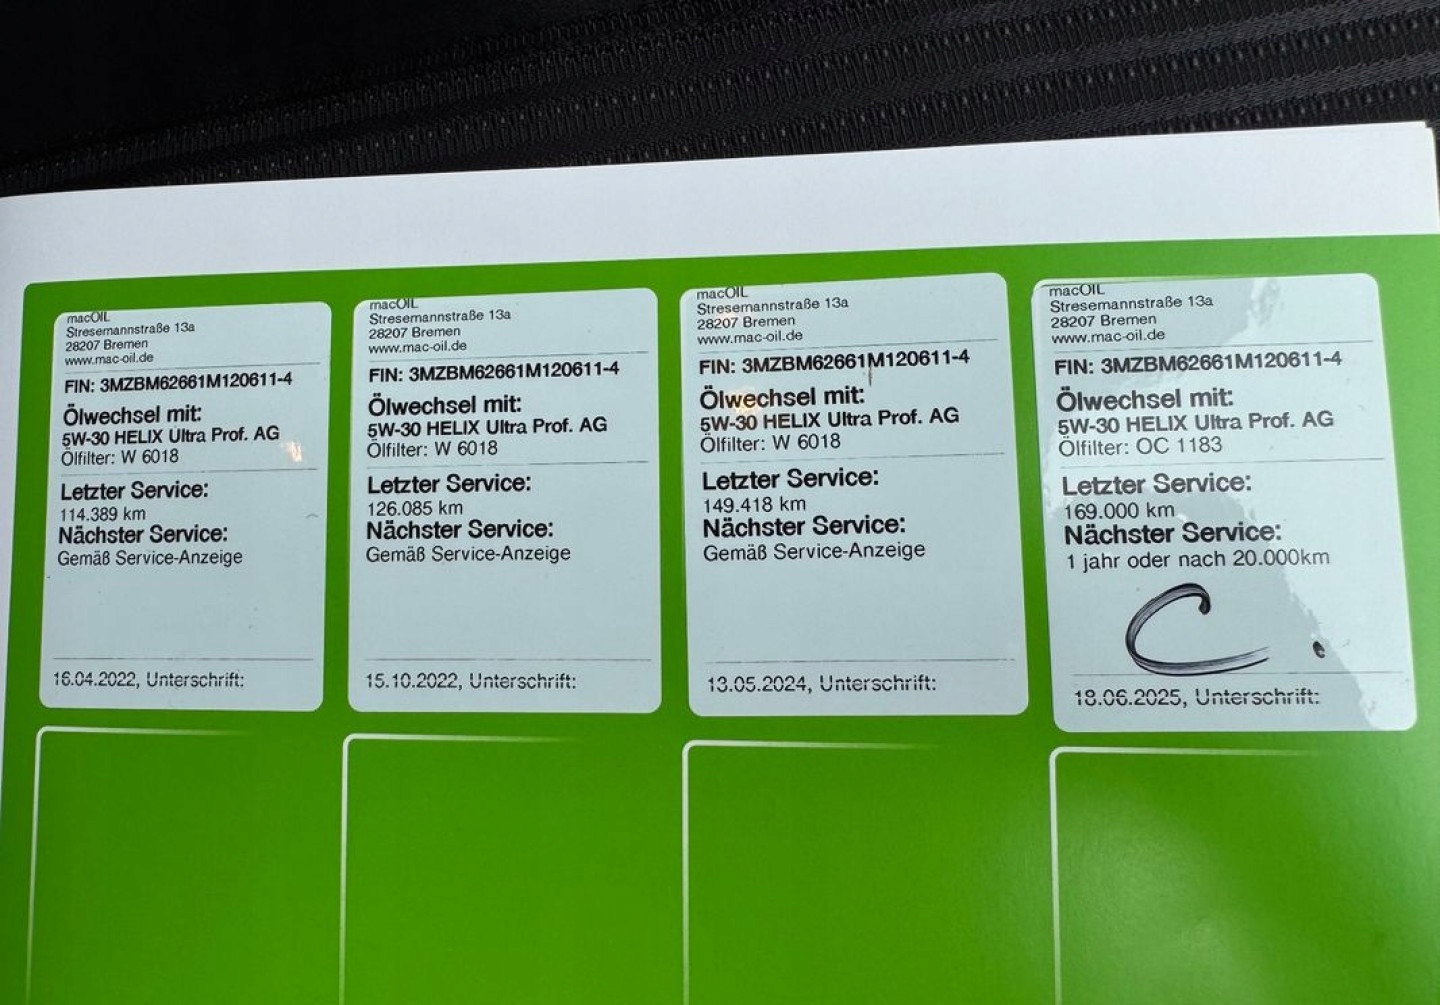 macOIL
Stresemannstraße 13a
28207 Bremen
www.mac-oil.de
FIN: 3MZBM62661M120611-4
Ölwechsel mit:
5W-30 HELIX Ultra Prof. AG
Ölfilter: W 6018
Letzter Service:
114.389 km
Nächster Service:
Gemäß Service-Anzeige
16.04.2022, Unterschrift:
macOIL
Stresemannstraße 13a
28207 Bremen
www.mac-oil.de
FIN: 3MZBM62661M120611-4
Ölwechsel mit:
5W-30 HELIX Ultra Prof. AG
Ölfilter: W 6018
Letzter Service:
126.085 km
Nächster Service:
Gemäß Service-Anzeige
15.10.2022, Unterschrift:
macOIL
Stresemannstraße 13a
28207 Bremen
www.mac-oil.de
FIN: 3MZBM62661M120611-4
Ölwechsel mit:
5W-30 HELIX Ultra Prof. AG
Ölfilter: W 6018
Letzter Service:
149.418 km
Nächster Service:
Gemäß Service-Anzeige
13.05.2024, Unterschrift:
macOIL
Stresemannstraße 13a
28207 Bremen
www.mac-oil.de
FIN: 3MZBM62661M120611-4
Ölwechsel mit:
5W-30 HELIX Ultra Prof. AG
Ölfilter: OC 1183
Letzter Service:
169.000 km
Nächster Service:
1 jahr oder nach 20.000km
18.06.2025, Unterschrift: